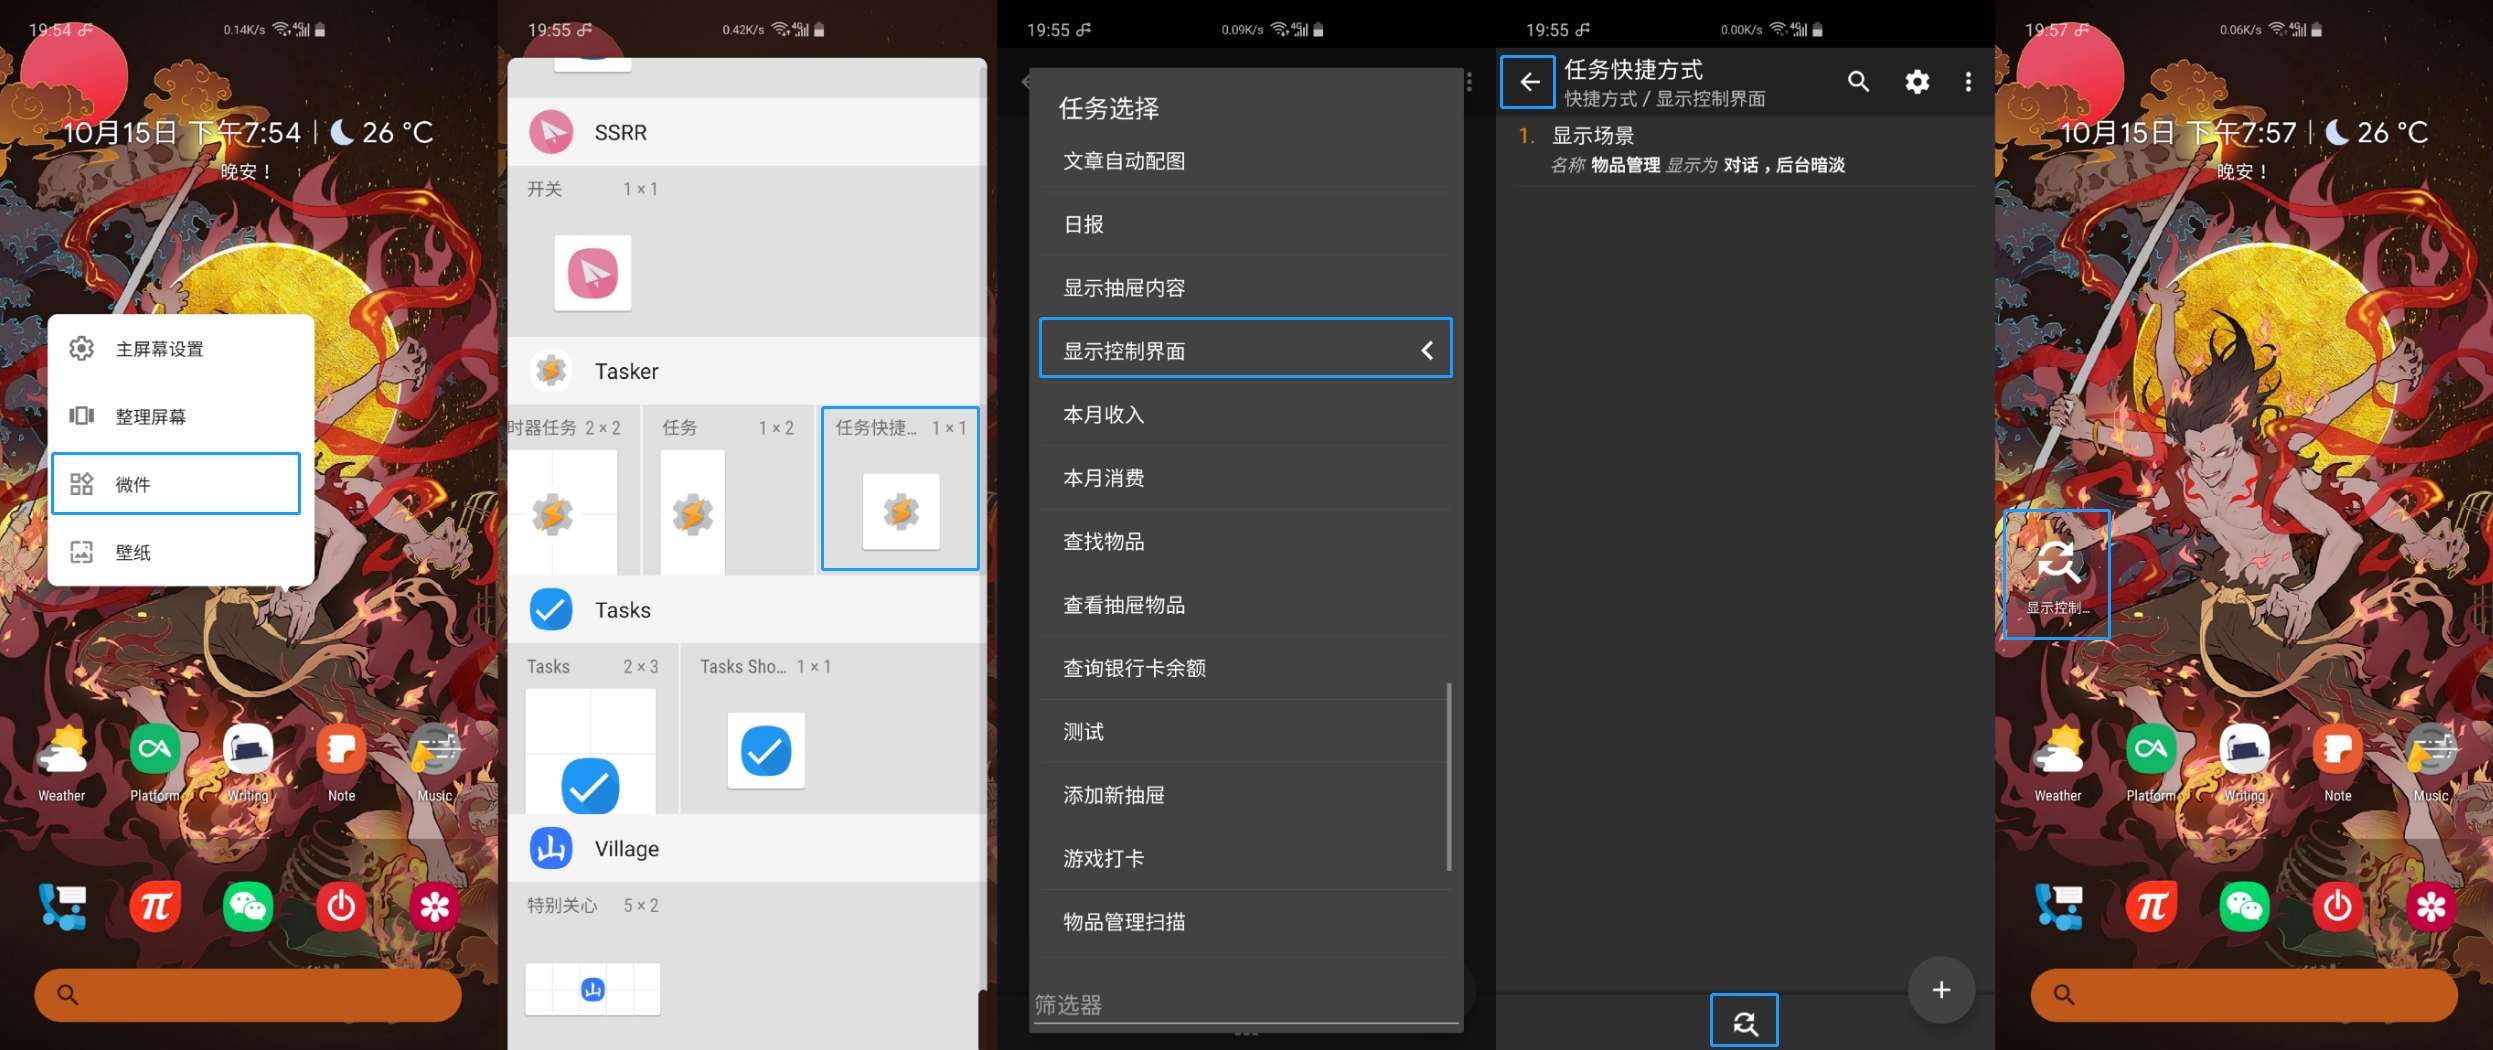 19:54
0.14K/s
4G
10月15日 下午7:54 | 26 °C
晚安！
主屏幕设置
整理屏幕
微件
壁纸
Weather
Platform
Writing
Note
Music
19:55
0.42K/s
4G
SSRR
开关 1 × 1
Tasker
时器任务 2 × 2
任务 1 × 2
任务快捷... 1 × 1
Tasks
Tasks 2 × 3
Tasks Sho... 1 × 1
Village
特别关心 5 × 2
19:55
0.09K/s
4G
任务选择
文章自动配图
日报
显示抽屉内容
显示控制界面
本月收入
本月消费
查找物品
查看抽屉物品
查询银行卡余额
测试
添加新抽屉
游戏打卡
物品管理扫描
筛选器
19:55
0.00K/s
4G
任务快捷方式
快捷方式 / 显示控制界面
1. 显示场景
名称 物品管理 显示为 对话，后台暗淡
19:57
0.06K/s
4G
10月15日 下午7:57 | 26 °C
晚安！
显示控制...
Weather
Platform
Writing
Note
Music